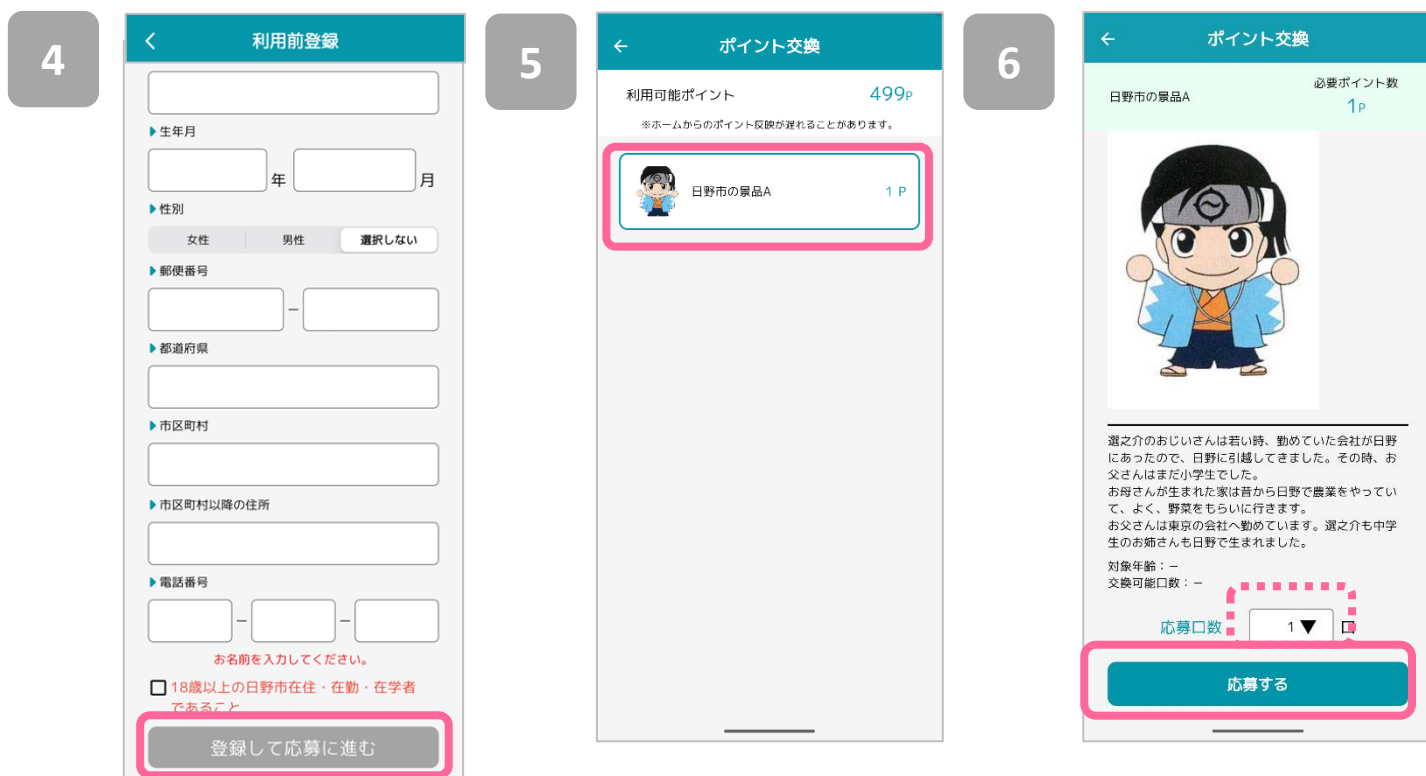 4
利用前登録
生年月
年
月
性別
女性
男性
選択しない
郵便番号
–
都道府県
市区町村
市区町村以降の住所
電話番号
–
–
お名前を入力してください。
18歳以上の日野市在住・在勤・在学者
であること
登録して応募に進む
5
ポイント交換
利用可能ポイント
499P
※ホームからのポイント反映が遅れることがあります。
日野市の景品A
1 P
6
ポイント交換
日野市の景品A
必要ポイント数
1P
選之介のおじいさんは若い時、勤めていた会社が日野
にあったので、日野に引越してきました。その時、お
父さんはまだ小学生でした。
お母さんが生まれた家は昔から日野で農業をやってい
て、よく、野菜をもらいに行きます。
お父さんは東京の会社へ勤めています。選之介も中学
生のお姉さんも日野で生まれました。
対象年齢：－
交換可能口数：－
応募口数
1▼
口
応募する